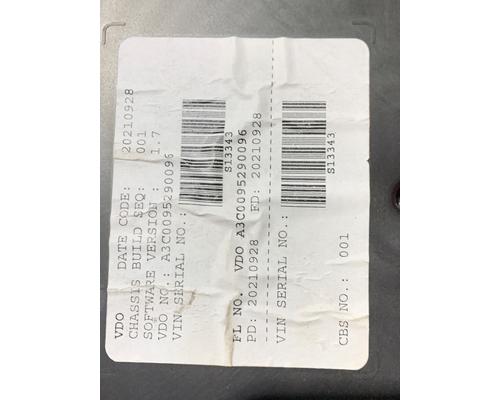 VDO DATE CODE: 20210928
CHASSIS BUILD SEQ: 001
SOFTWARE VERSION : 1.7
VDO NO.: A3C0095290096
VIN SERIAL NO.:
S13343
FL NO. VDO A3C0095290096
PD: 20210928 FD: 20210928
VIN SERIAL NO.:
S13343
CBS NO.: 001